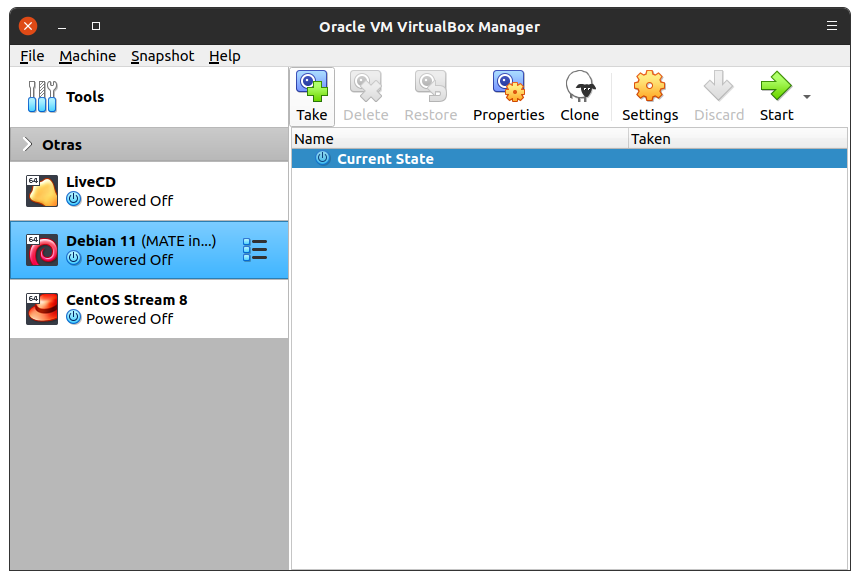 Oracle VM VirtualBox Manager
File Machine Snapshot Help
Tools
Take Delete Restore Properties Clone Settings Discard Start
Name Taken
Current State
Otras
64
LiveCD
Powered Off
64
Debian 11 (MATE in...)
Powered Off
64
CentOS Stream 8
Powered Off